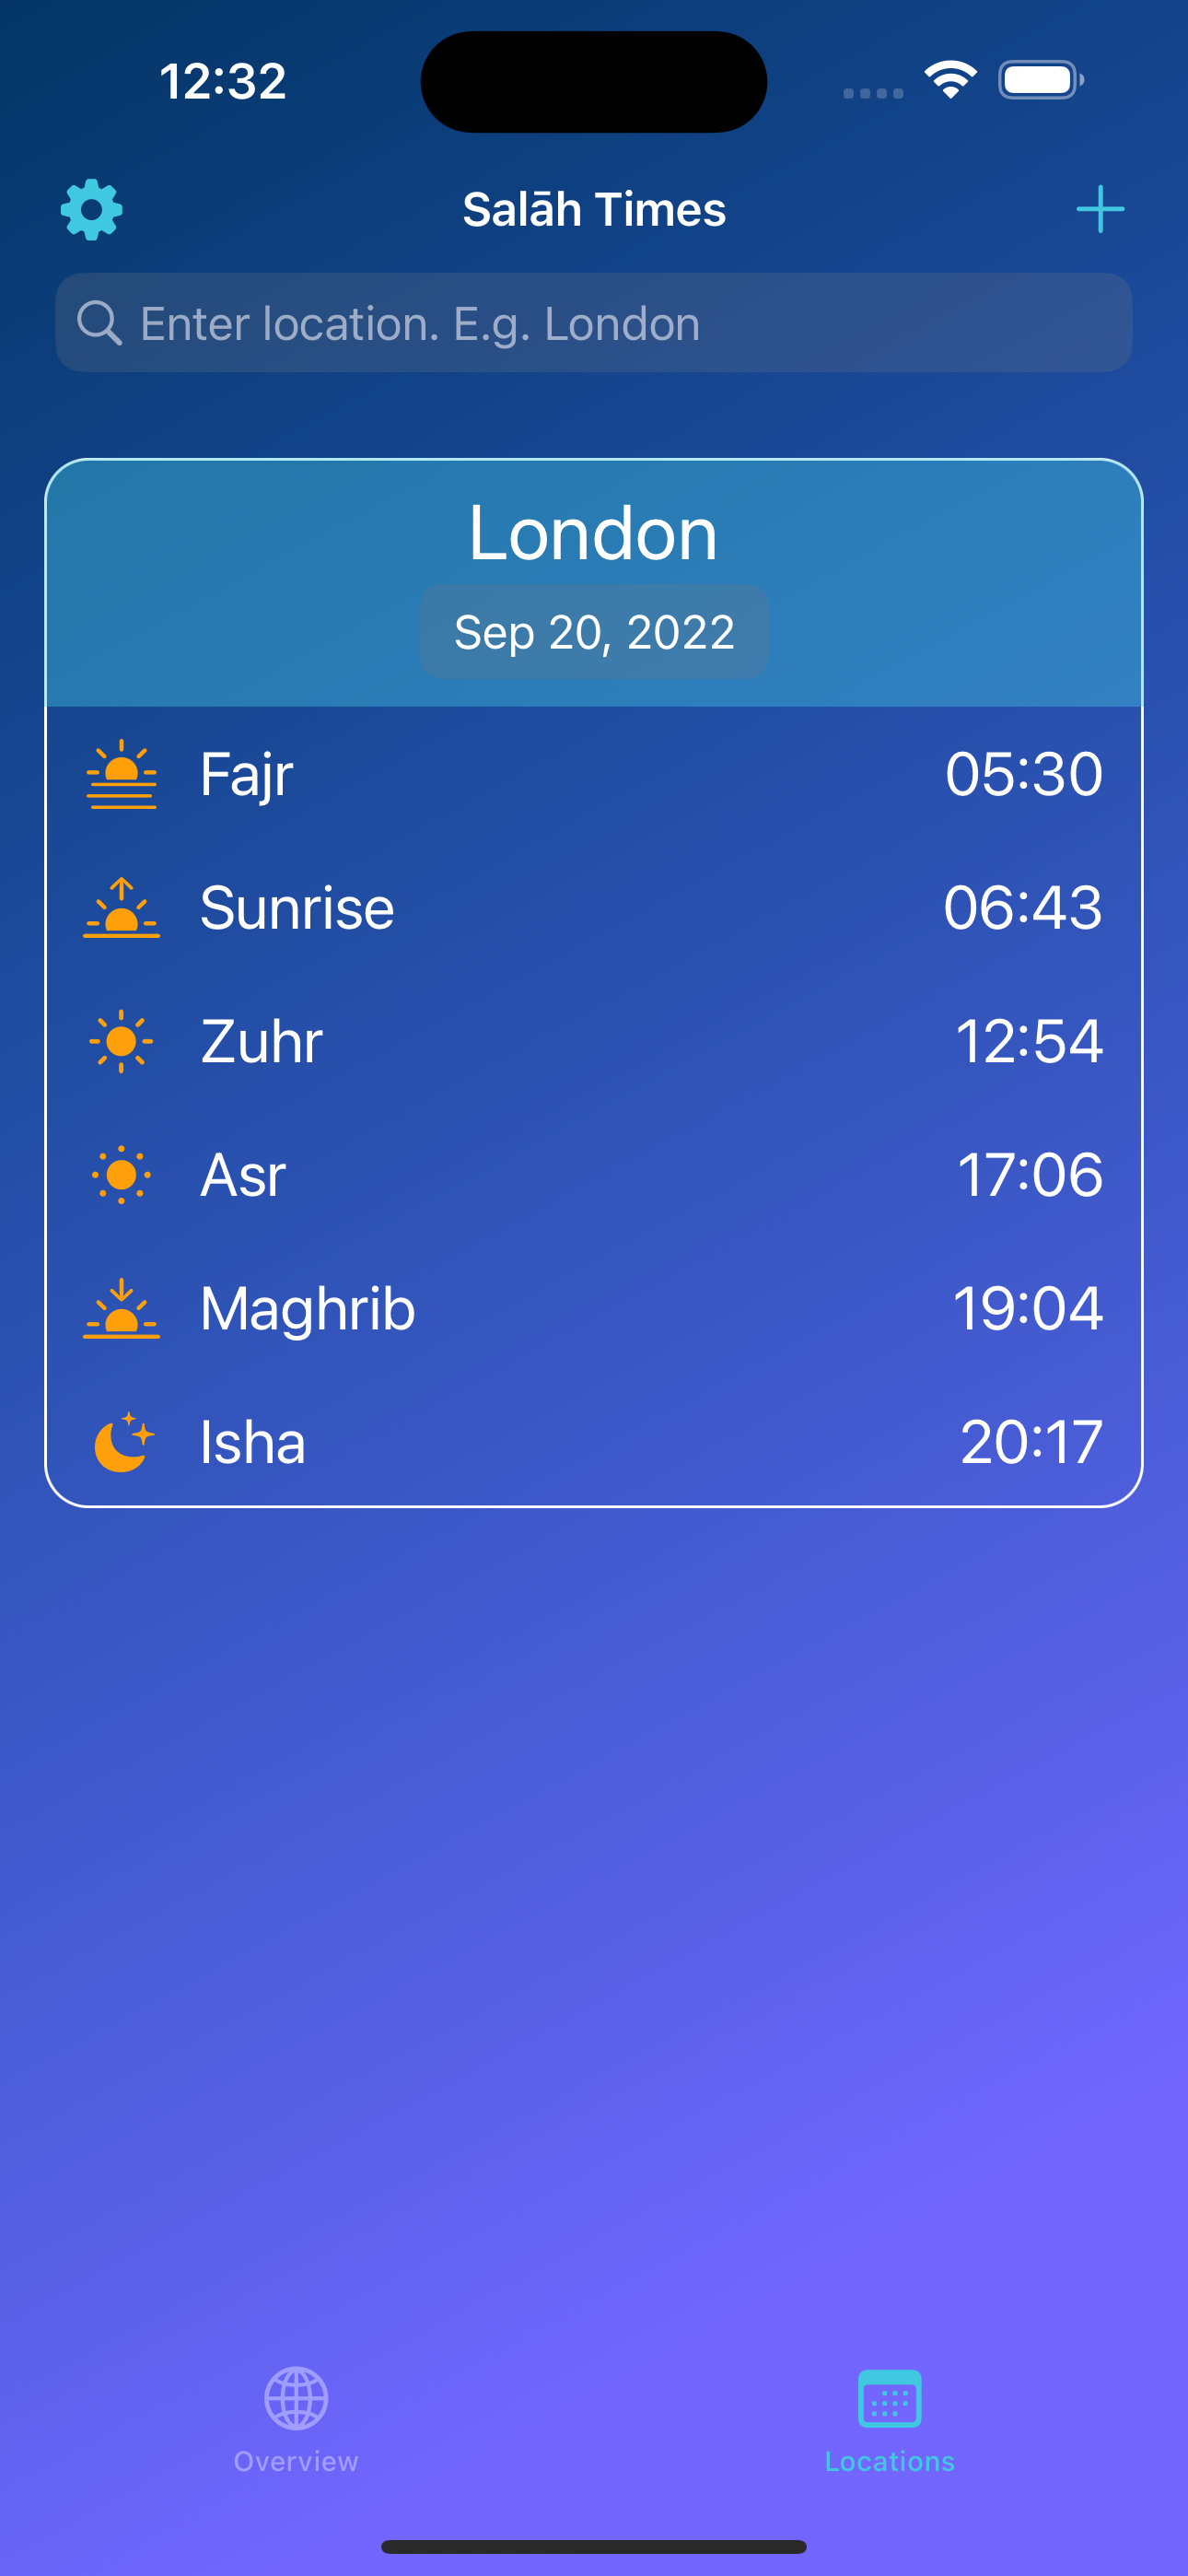 12:32
Salāh Times
Enter location. E.g. London
London
Sep 20, 2022
Fajr 05:30
Sunrise 06:43
Zuhr 12:54
Asr 17:06
Maghrib 19:04
Isha 20:17
Overview Locations